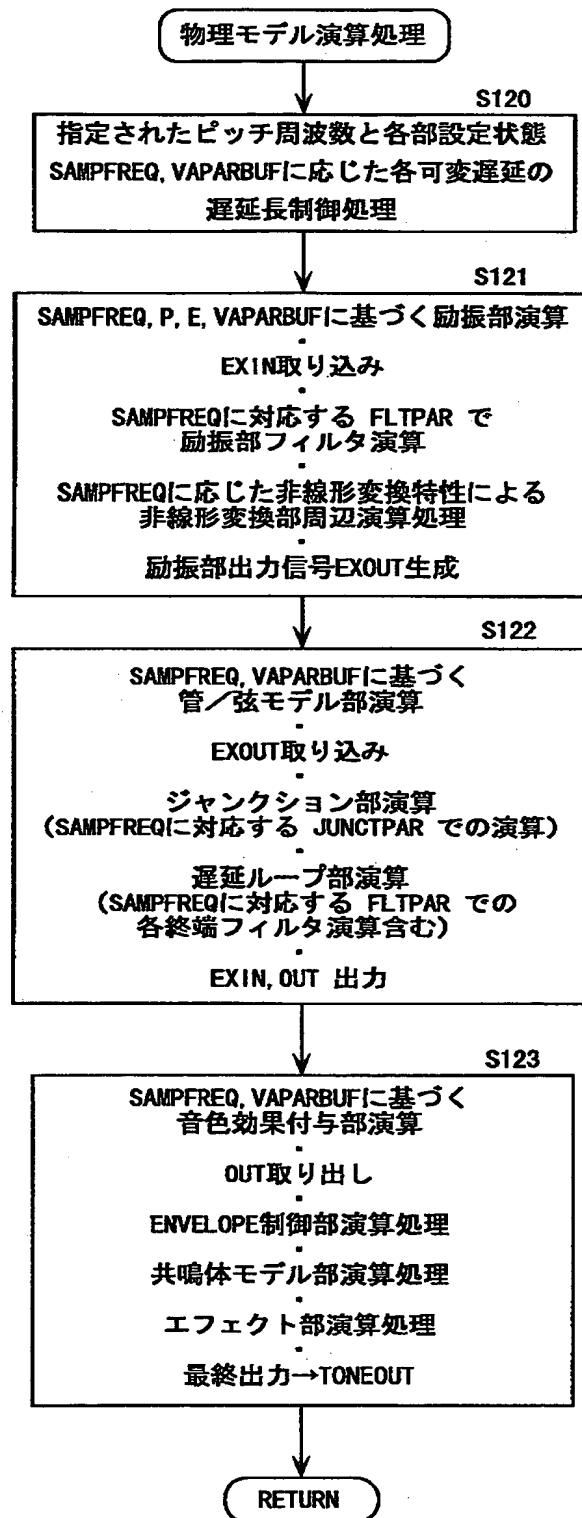 物理モデル演算処理
S120
指定されたピッチ周波数と各部設定状態
SAMPFREQ, VAPARBUFに応じた各可変遅延の
遅延長制御処理
S121
SAMPFREQ, P, E, VAPARBUFに基づく励振部演算
・
EXIN取り込み
・
SAMPFREQに対応する FLTPAR で
励振部フィルタ演算
・
SAMPFREQに応じた非線形変換特性による
非線形変換部周辺演算処理
・
励振部出力信号EXOUT生成
S122
SAMPFREQ, VAPARBUFに基づく
管／弦モデル部演算
・
EXOUT取り込み
・
ジャンクション部演算
(SAMPFREQに対応する JUNCTPAR での演算)
・
遅延ループ部演算
(SAMPFREQに対応する FLTPAR での
各終端フィルタ演算含む)
・
EXIN, OUT 出力
S123
SAMPFREQ, VAPARBUFに基づく
音色効果付与部演算
・
OUT取り出し
・
ENVELOPE制御部演算処理
・
共鳴体モデル部演算処理
・
エフェクト部演算処理
・
最終出力→TONEOUT
RETURN